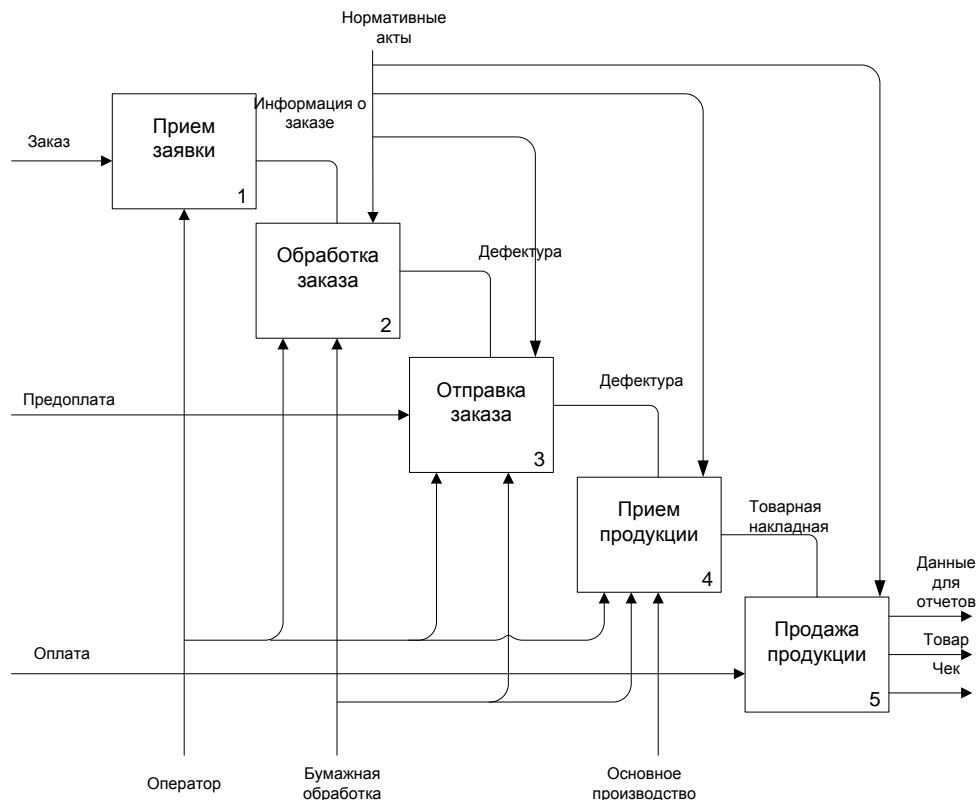 Нормативные
акты
Информация о
заказе
Прием
заявки
1
Заказ
Обработка
заказа
2
Дефектура
Отправка
заказа
3
Предоплата
Дефектура
Прием
продукции
4
Товарная
накладная
Продажа
продукции
5
Данные
для
отчетов
Товар
Чек
Оплата
Оператор
Бумажная
обработка
Основное
производство